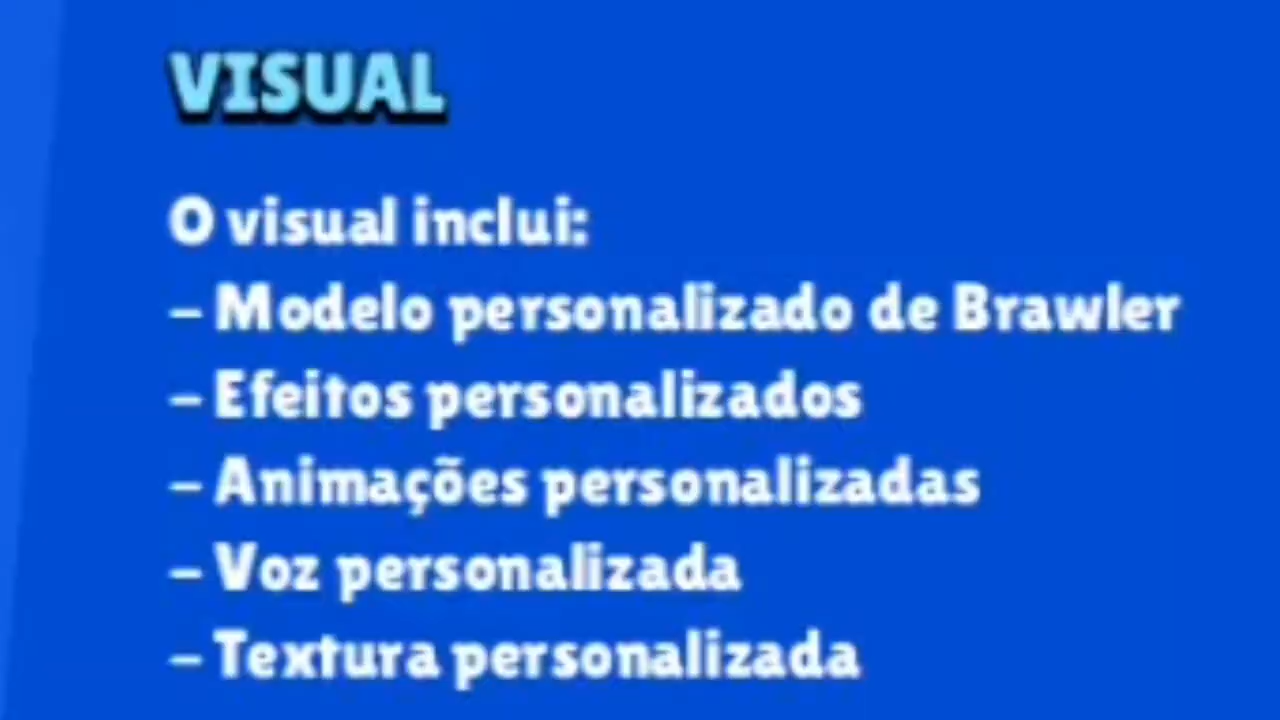 VISUAL
O visual inclui:
– Modelo personalizado de Brawler
– Efeitos personalizados
– Animações personalizadas
– Voz personalizada
– Textura personalizada